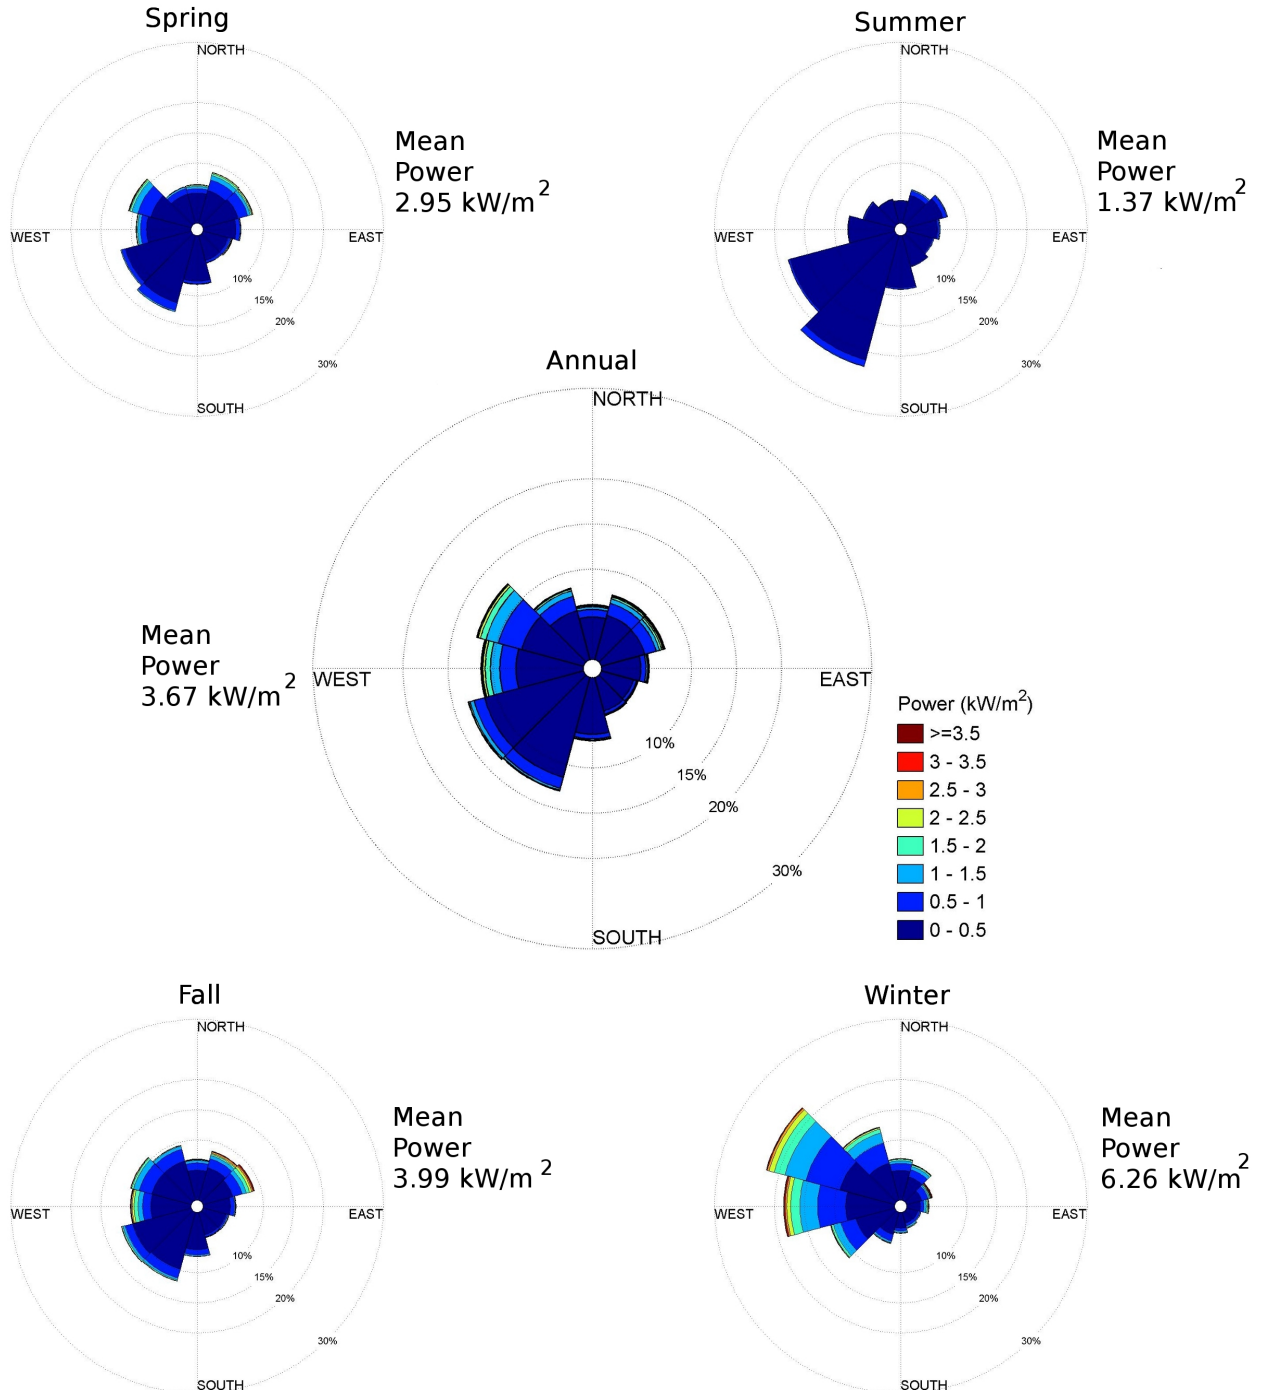 Spring
NORTH
WEST
EAST
SOUTH
10%
15%
20%
30%
Mean
Power
2.95 kW/m2
Summer
NORTH
WEST
EAST
SOUTH
10%
15%
20%
30%
Mean
Power
1.37 kW/m2
Annual
NORTH
WEST
EAST
SOUTH
10%
15%
20%
30%
Mean
Power
3.67 kW/m2
Power (kW/m2)
>=3.5
3 - 3.5
2.5 - 3
2 - 2.5
1.5 - 2
1 - 1.5
0.5 - 1
0 - 0.5
Fall
NORTH
WEST
EAST
SOUTH
10%
15%
20%
30%
Mean
Power
3.99 kW/m 2
Winter
NORTH
WEST
EAST
SOUTH
10%
15%
20%
30%
Mean
Power
6.26 kW/m2